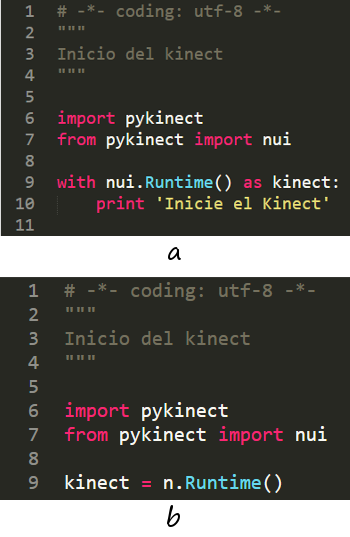 1 # -*- coding: utf-8 -*-
2 """
3 Inicio del kinect
4 """
5
6 import pykinect
7 from pykinect import nui
8
9 with nui.Runtime() as kinect:
10     print 'Inicie el Kinect'
11
a
1 # -*- coding: utf-8 -*-
2 """
3 Inicio del kinect
4 """
5
6 import pykinect
7 from pykinect import nui
8
9 kinect = n.Runtime()
b